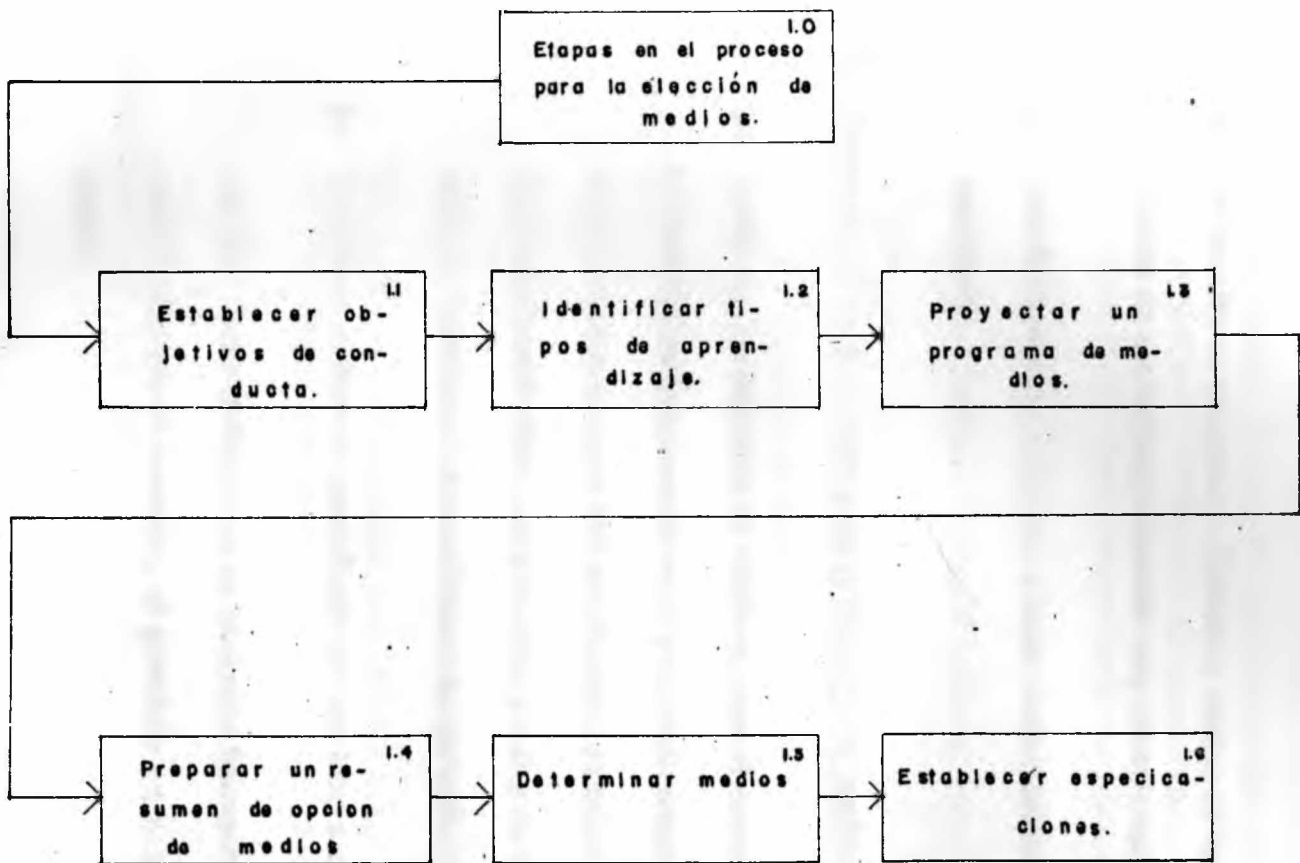 1.0
Etapas en el proceso
para la elección de
medios.
1.1
Establecer ob-
jetivos de con-
ducta.
1.2
Identificar ti-
pos de apren-
dizaje.
1.3
Proyectar un
programa de me-
dios.
1.4
Preparar un re-
sumen de opcion
de medios
1.5
Determinar medios
1.6
Establecer especica-
ciones.